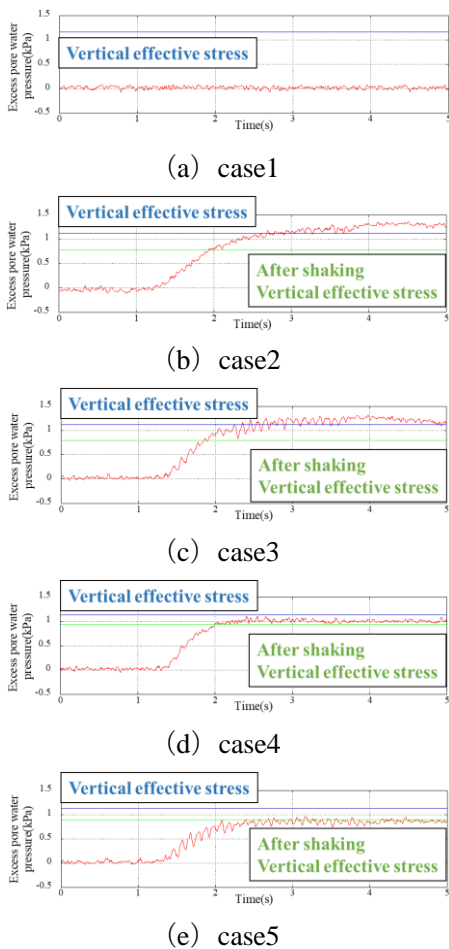 Excess pore water
pressure(kPa)
1.5
1
0.5
0
-0.5
Vertical effective stress
0
1
2
3
4
5
Time(s)
(a) case1
Excess pore water
pressure(kPa)
1.5
1
0.5
0
-0.5
Vertical effective stress
After shaking
Vertical effective stress
0
1
2
3
4
5
Time(s)
(b) case2
Excess pore water
pressure(kPa)
1.5
1
0.5
0
-0.5
Vertical effective stress
After shaking
Vertical effective stress
0
1
2
3
4
5
Time(s)
(c) case3
Excess pore water
pressure(kPa)
1.5
1
0.5
0
-0.5
Vertical effective stress
After shaking
Vertical effective stress
0
1
2
3
4
5
Time(s)
(d) case4
Excess pore water
pressure(kPa)
1.5
1
0.5
0
-0.5
Vertical effective stress
After shaking
Vertical effective stress
0
1
2
3
4
5
Time(s)
(e) case5